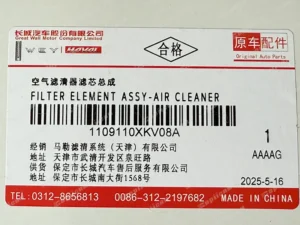 长城汽车股份有限公司
Great Wall Motor Company Limited
WEY HAVAL
合格
原车配件
Original Auto Parts
空气滤清器滤芯总成
FILTER ELEMENT ASSY-AIR CLEANER
1109110XKV08A
1
AAAAG
经销 马勒滤清系统（天津）有限公司
地址 天津市武清开发区泉旺路
供货 保定市长城汽车售后服务有限公司
地址 保定市长城南大街1568号
2025-5-16
TEL:0312-8656813 0086-312-2197682 MADE IN CHINA